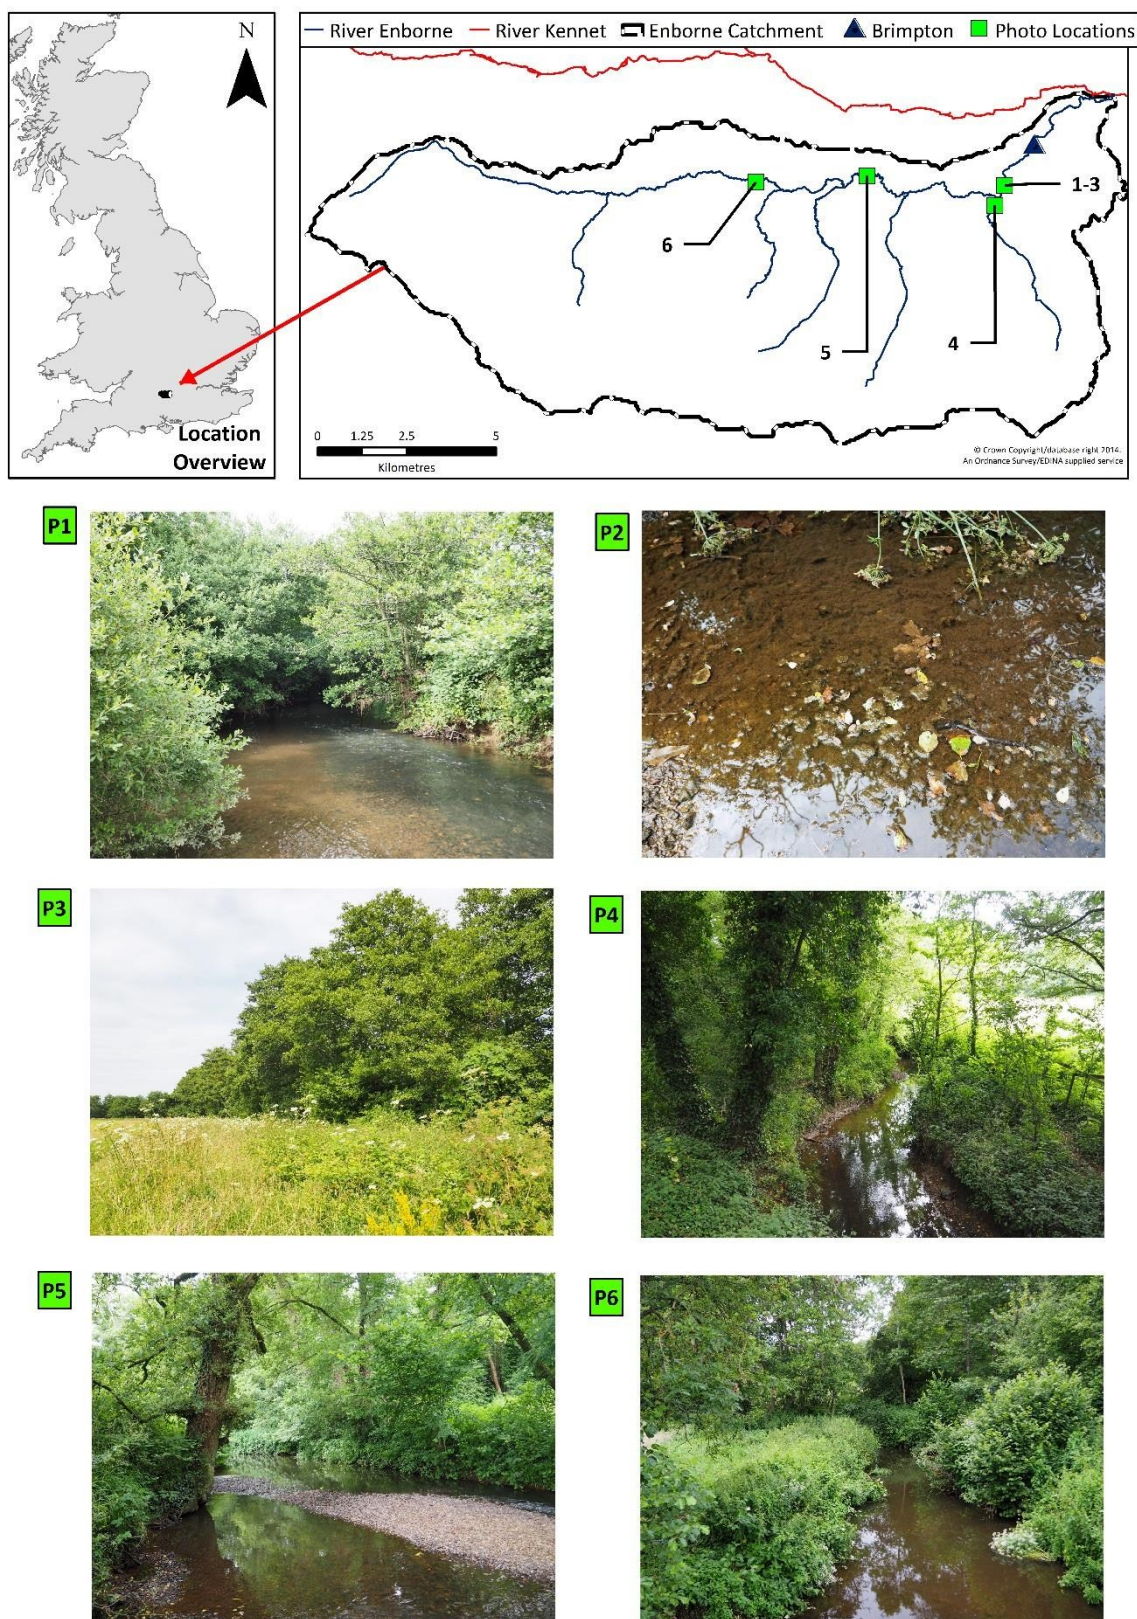 N
Location
Overview
River Enborne River Kennet Enborne Catchment Brimpton Photo Locations
1-3
6
5
4
0 1.25 2.5 5
Kilometres
© Crown Copyright/database right 2014.
An Ordnance Survey/EDINA supplied service
P1
P2
P3
P4
P5
P6